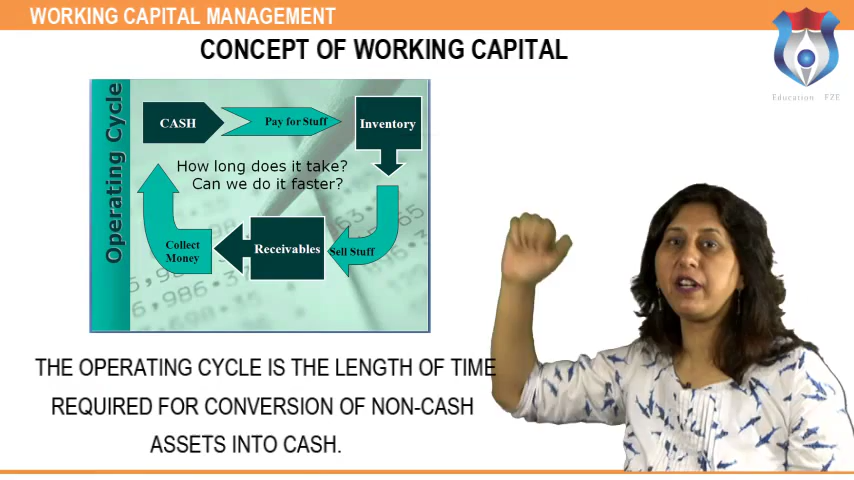 WORKING CAPITAL MANAGEMENT
CONCEPT OF WORKING CAPITAL
Education FZE
Operating Cycle
CASH
Pay for Stuff
Inventory
How long does it take?
Can we do it faster?
Collect
Money
Receivables
Sell Stuff
THE OPERATING CYCLE IS THE LENGTH OF TIME
REQUIRED FOR CONVERSION OF NON-CASH
ASSETS INTO CASH.